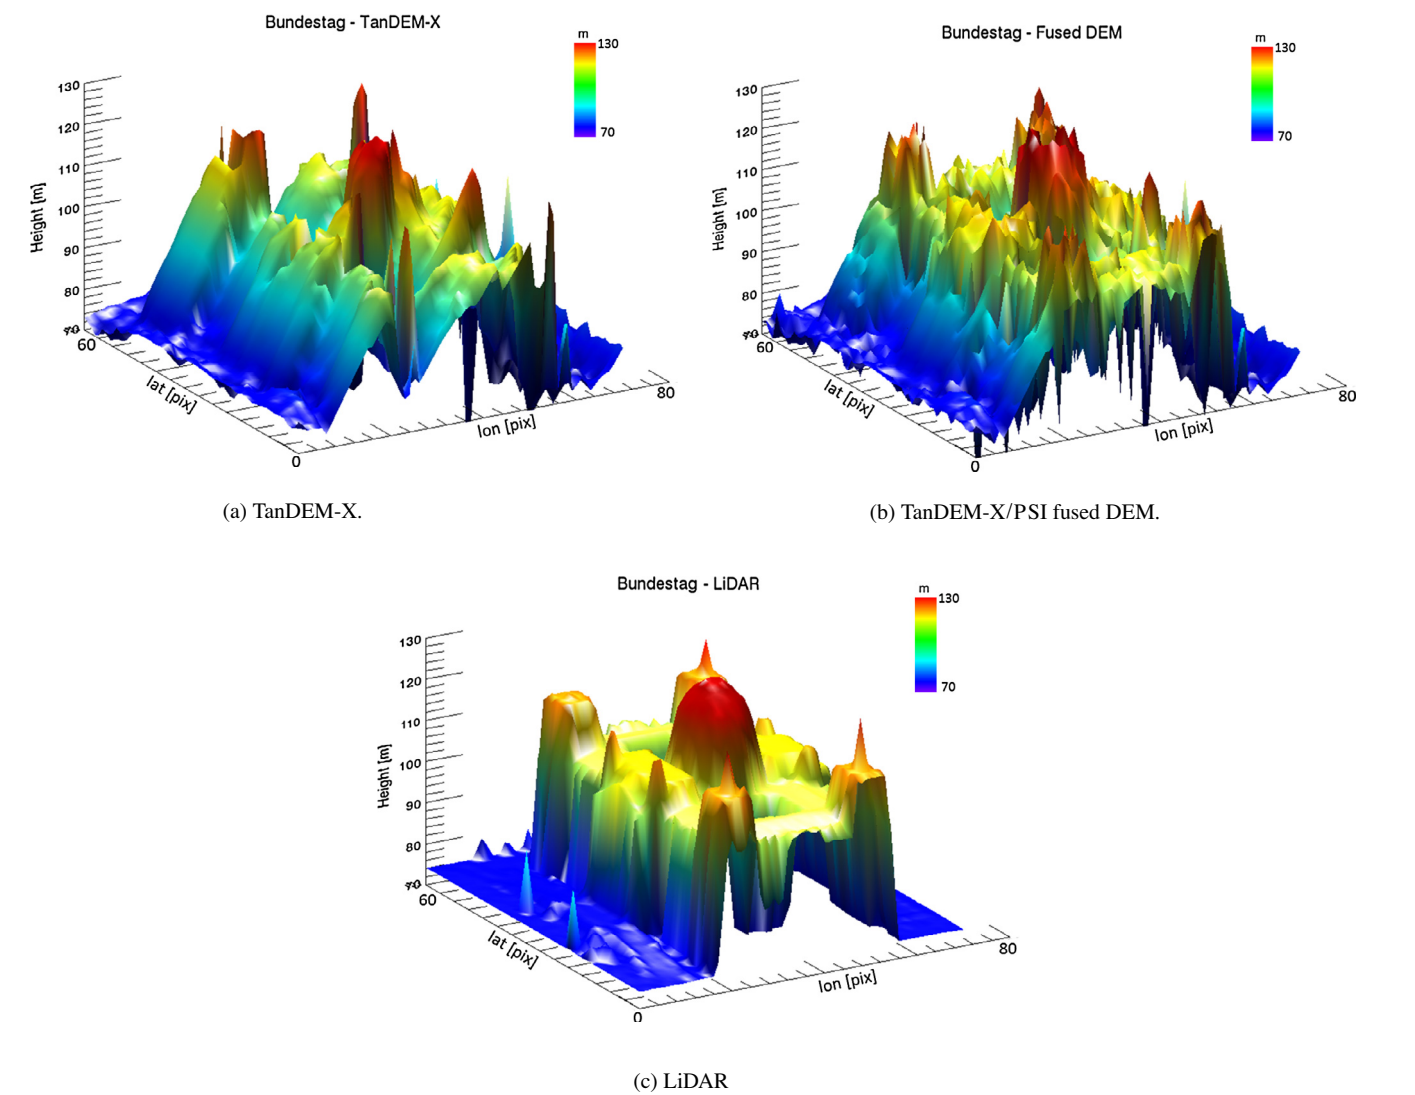 Bundestag - TanDEM-X
m
130
70
130
120
110
100
90
80
70
Height [m]
60
lat [pix]
0
lon [pix]
80
(a) TanDEM-X.
Bundestag - Fused DEM
m
130
70
130
120
110
100
90
80
70
Height [m]
60
lat [pix]
0
lon [pix]
80
(b) TanDEM-X/PSI fused DEM.
Bundestag - LiDAR
m
130
70
130
120
110
100
90
80
70
Height [m]
60
lat [pix]
0
lon [pix]
80
(c) LiDAR